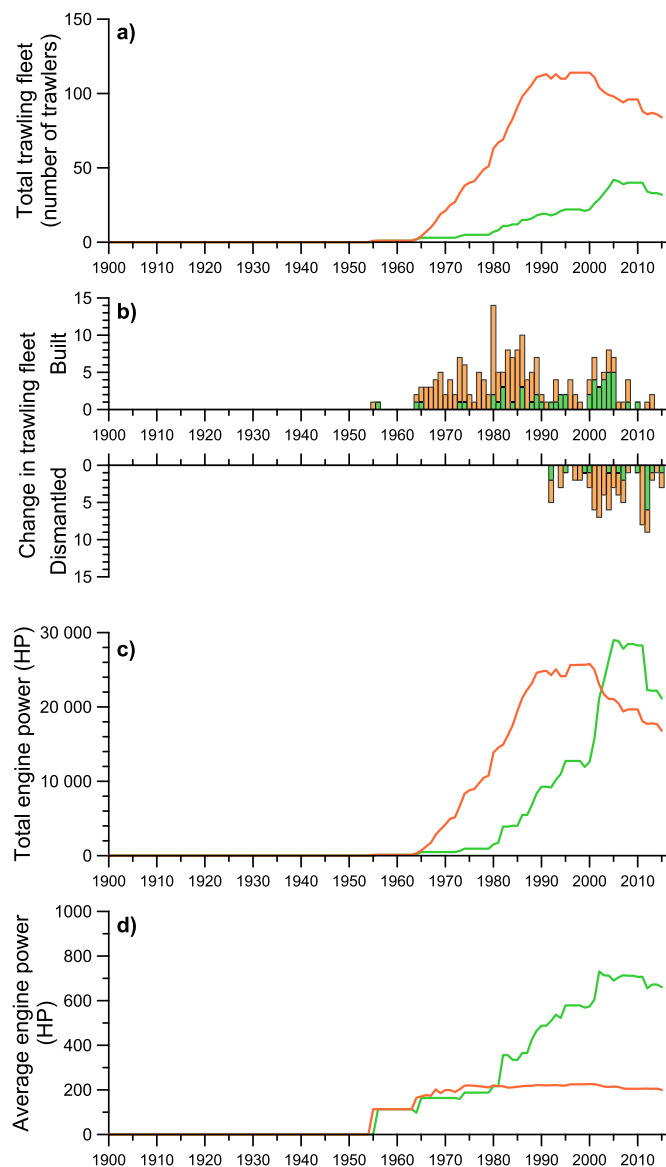 a)
Total trawling fleet
(number of trawlers)
150
100
50
0
1900 1910 1920 1930 1940 1950 1960 1970 1980 1990 2000 2010
b)
Change in trawling fleet
Built
15
10
5
0
1900 1910 1920 1930 1940 1950 1960 1970 1980 1990 2000 2010
Dismantled
0
5
10
15
c)
Total engine power (HP)
30 000
20 000
10 000
0
1900 1910 1920 1930 1940 1950 1960 1970 1980 1990 2000 2010
d)
Average engine power
(HP)
1000
800
600
400
200
0
1900 1910 1920 1930 1940 1950 1960 1970 1980 1990 2000 2010